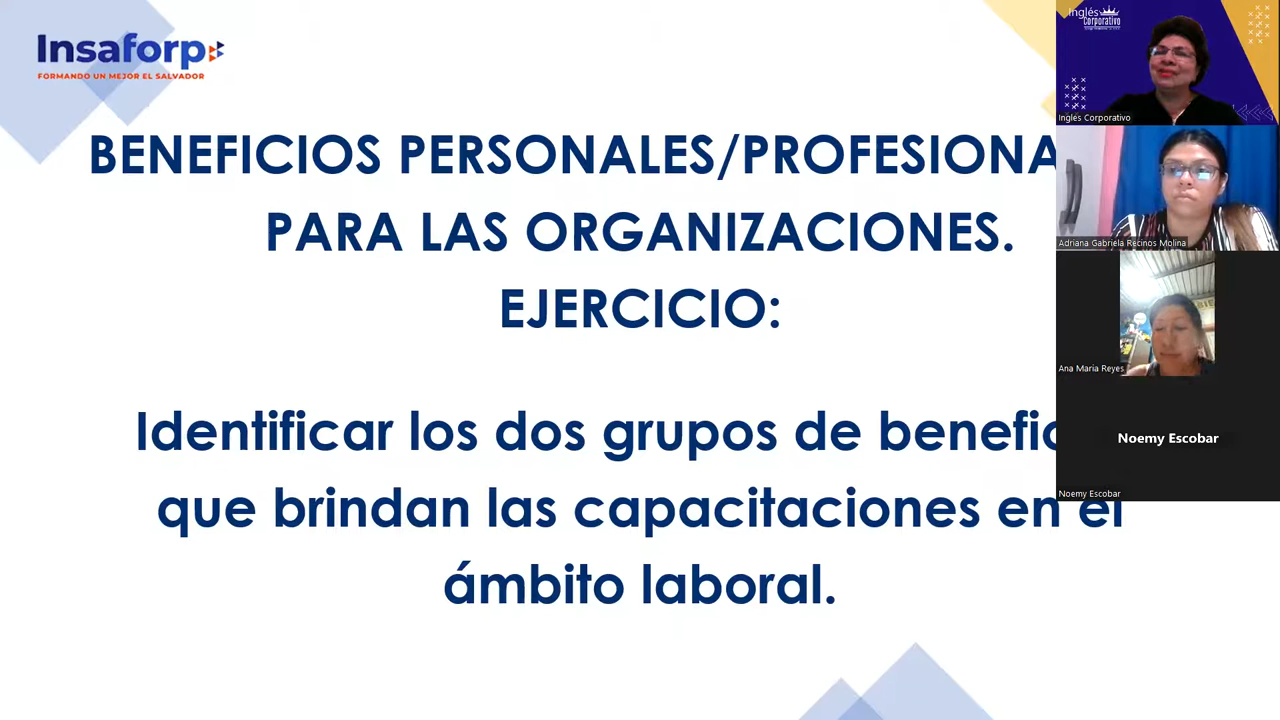 Insaforp
FORMANDO UN MEJOR EL SALVADOR
BENEFICIOS PERSONALES/PROFESIONA
PARA LAS ORGANIZACIONES.
EJERCICIO:
Identificar los dos grupos de benefic
que brindan las capacitaciones en el
ámbito laboral.
Inglés
Corporativo
Inglés Corporativo
Adriana Gabriela Recinos Molina
Ana Maria Reyes
Noemy Escobar
Noemy Escobar